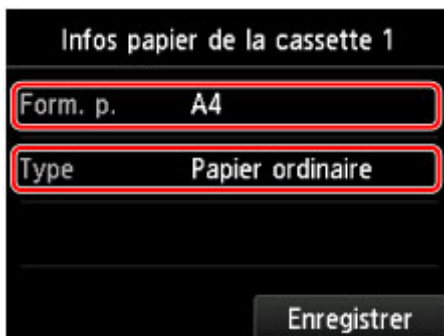 Infos papier de la cassette 1
Form. p. A4
Type Papier ordinaire
Enregistrer